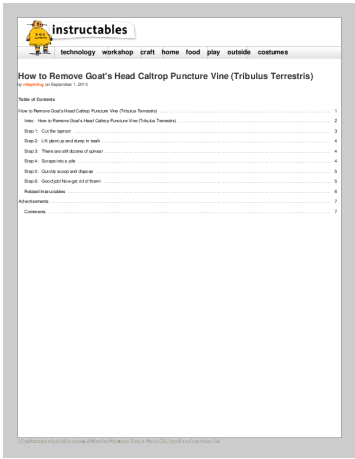 instructables
technology workshop craft home food play outside costumes
How to Remove Goat's Head Caltrop Puncture Vine (Tribulus Terrestris)
by on September 1, 2013
Table of Contents
How to Remove Goat's Head Caltrop Puncture Vine (Tribulus Terrestris) 1
Intro: How to Remove Goat's Head Caltrop Puncture Vine (Tribulus Terrestris) 2
Step 1: Cut the taproot 3
Step 2: Lift plant up and dump in trash 4
Step 3: There are still dozens of spines! 4
Step 4: Scrape into a pile 4
Step 5: Quickly scoop and dispose 5
Step 6: Good job! Now get rid of them! 5
Related Instructables 6
Advertisements 7
Comments 7